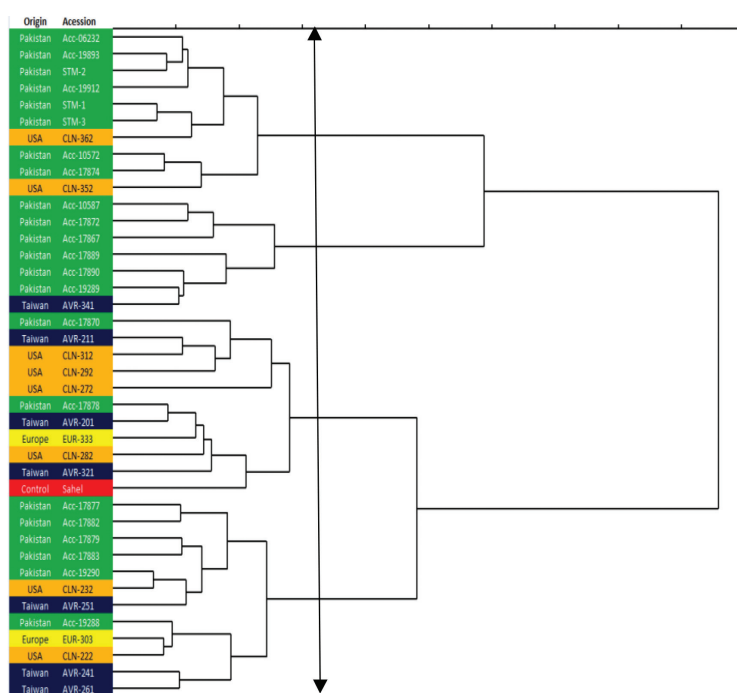 Origin Acession
Pakistan Acc-06232
Pakistan Acc-19893
Pakistan STM-2
Pakistan Acc-19912
Pakistan STM-1
Pakistan STM-3
USA CLN-362
Pakistan Acc-10572
Pakistan Acc-17874
USA CLN-352
Pakistan Acc-10587
Pakistan Acc-17872
Pakistan Acc-17867
Pakistan Acc-17889
Pakistan Acc-17890
Pakistan Acc-19289
Taiwan AVR-341
Pakistan Acc-17870
Taiwan AVR-211
USA CLN-312
USA CLN-292
USA CLN-272
Pakistan Acc-17878
Taiwan AVR-201
Europe EUR-333
USA CLN-282
Taiwan AVR-321
Control Sahel
Pakistan Acc-17877
Pakistan Acc-17882
Pakistan Acc-17879
Pakistan Acc-17883
Pakistan Acc-19290
USA CLN-232
Taiwan AVR-251
Pakistan Acc-19288
Europe EUR-303
USA CLN-222
Taiwan AVR-241
Taiwan AVR-261